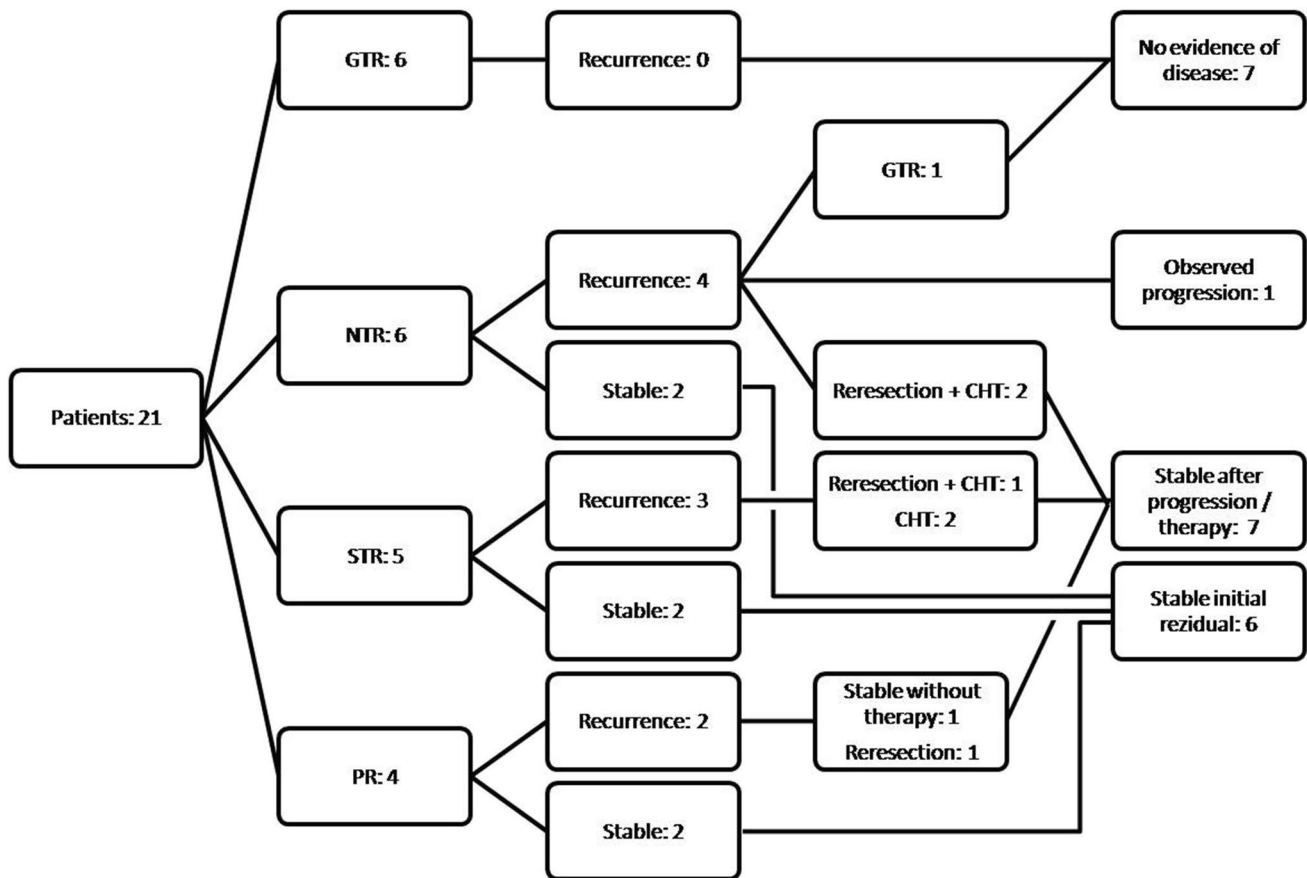 Patients: 21
GTR: 6
NTR: 6
STR: 5
PR: 4
Recurrence: 0
Recurrence: 4
Stable: 2
Recurrence: 3
Stable: 2
Recurrence: 2
Stable: 2
GTR: 1
Reresection + CHT: 2
Reresection + CHT: 1
CHT: 2
Stable without
therapy: 1
Reresection: 1
No evidence of
disease: 7
Observed
progression: 1
Stable after
progression /
therapy: 7
Stable initial
rezidual: 6